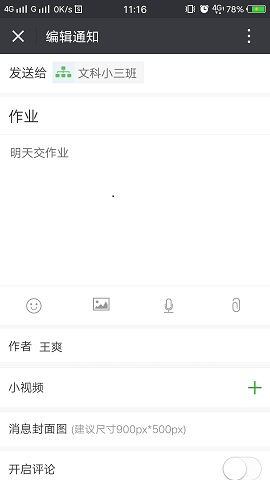 4G G 0K/s 11:16 4G 78%
编辑通知
发送给 文科小三班
作业
明天交作业
作者 王爽
小视频
消息封面图 (建议尺寸900px*500px)
开启评论